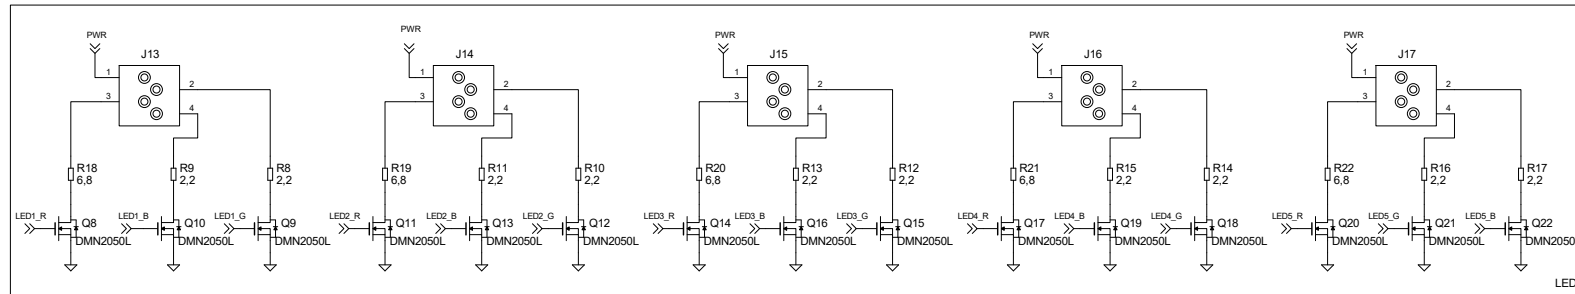 PWR
J13
1
2
3
4
R18
6,8
R9
2,2
R8
2,2
LED1_R
Q8
DMN2050L
LED1_B
Q10
DMN2050L
LED1_G
Q9
DMN2050L
PWR
J14
1
2
3
4
R19
6,8
R11
2,2
R10
2,2
LED2_R
Q11
DMN2050L
LED2_B
Q13
DMN2050L
LED2_G
Q12
DMN2050L
PWR
J15
1
2
3
4
R20
6,8
R13
2,2
R12
2,2
LED3_R
Q14
DMN2050L
LED3_B
Q16
DMN2050L
LED3_G
Q15
DMN2050L
PWR
J16
1
2
3
4
R21
6,8
R15
2,2
R14
2,2
LED4_R
Q17
DMN2050L
LED4_B
Q19
DMN2050L
LED4_G
Q18
DMN2050L
PWR
J17
1
2
3
4
R22
6,8
R16
2,2
R17
2,2
LED5_R
Q20
DMN2050L
LED5_G
Q21
DMN2050L
LED5_B
Q22
DMN2050
LED